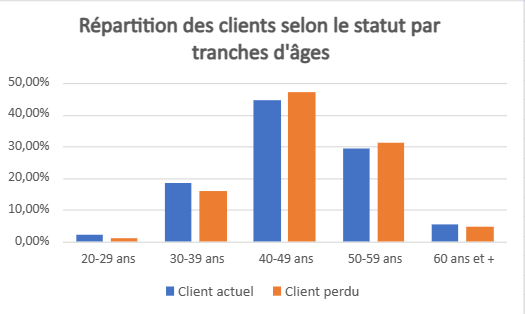 Répartition des clients selon le statut par
tranches d'âges
50,00%
40,00%
30,00%
20,00%
10,00%
0,00%
20-29 ans 30-39 ans 40-49 ans 50-59 ans 60 ans et +
Client actuel Client perdu